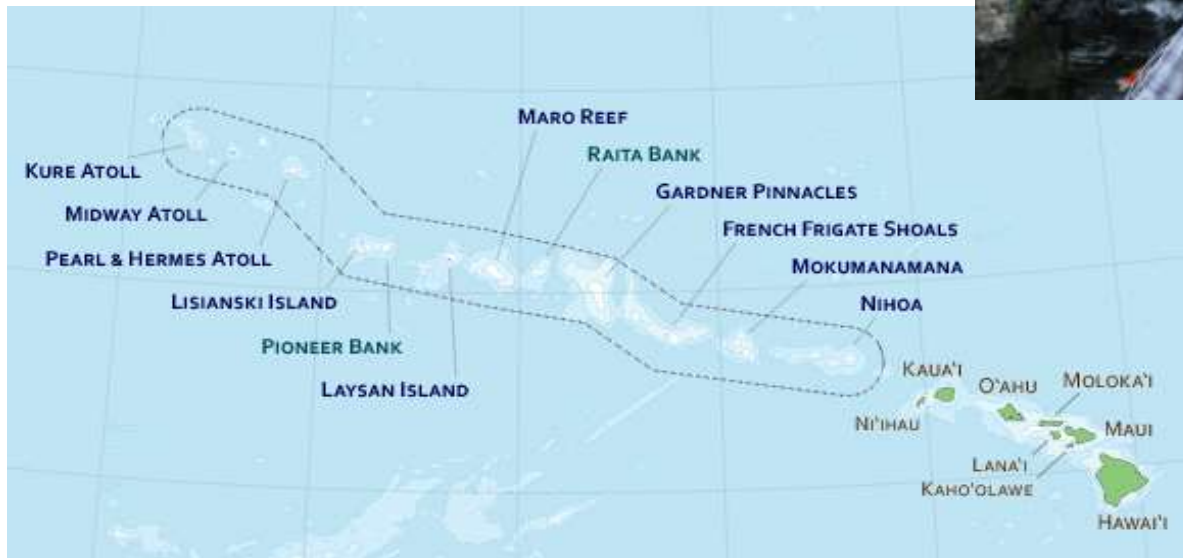 MARO REEF
RAITA BANK
KURE ATOLL
GARDNER PINNACLES
MIDWAY ATOLL
FRENCH FRIGATE SHOALS
PEARL & HERMES ATOLL
MOKUMANAMANA
LISIANSKI ISLAND
NIHOA
PIONEER BANK
LAYSAN ISLAND
KAUA'I
O'AHU
MOLOKA'I
NI'IHAU
MAUI
LANA'I
KAHO'OLAWE
HAWAI'I